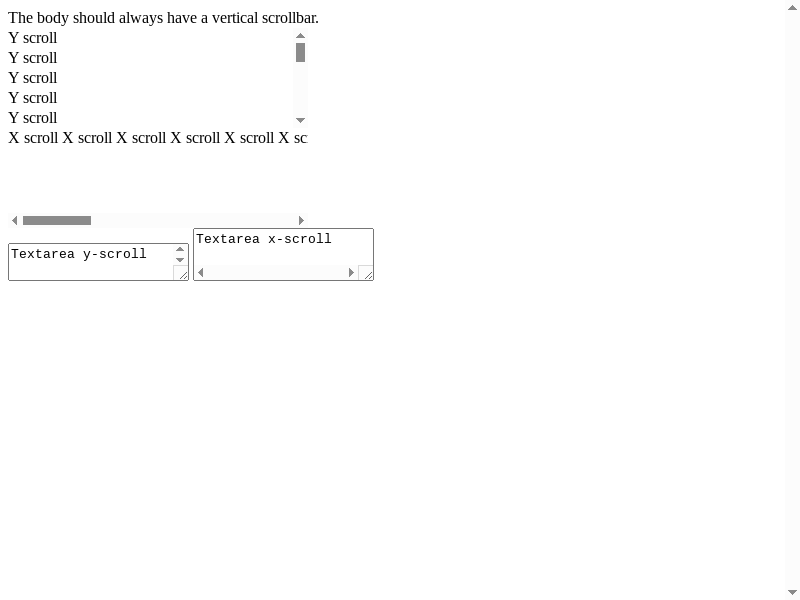 The body should always have a vertical scrollbar.
Y scroll
Y scroll
Y scroll
Y scroll
Y scroll
X scroll X scroll X scroll X scroll X scroll X sc
Textarea y-scroll
Textarea x-scroll